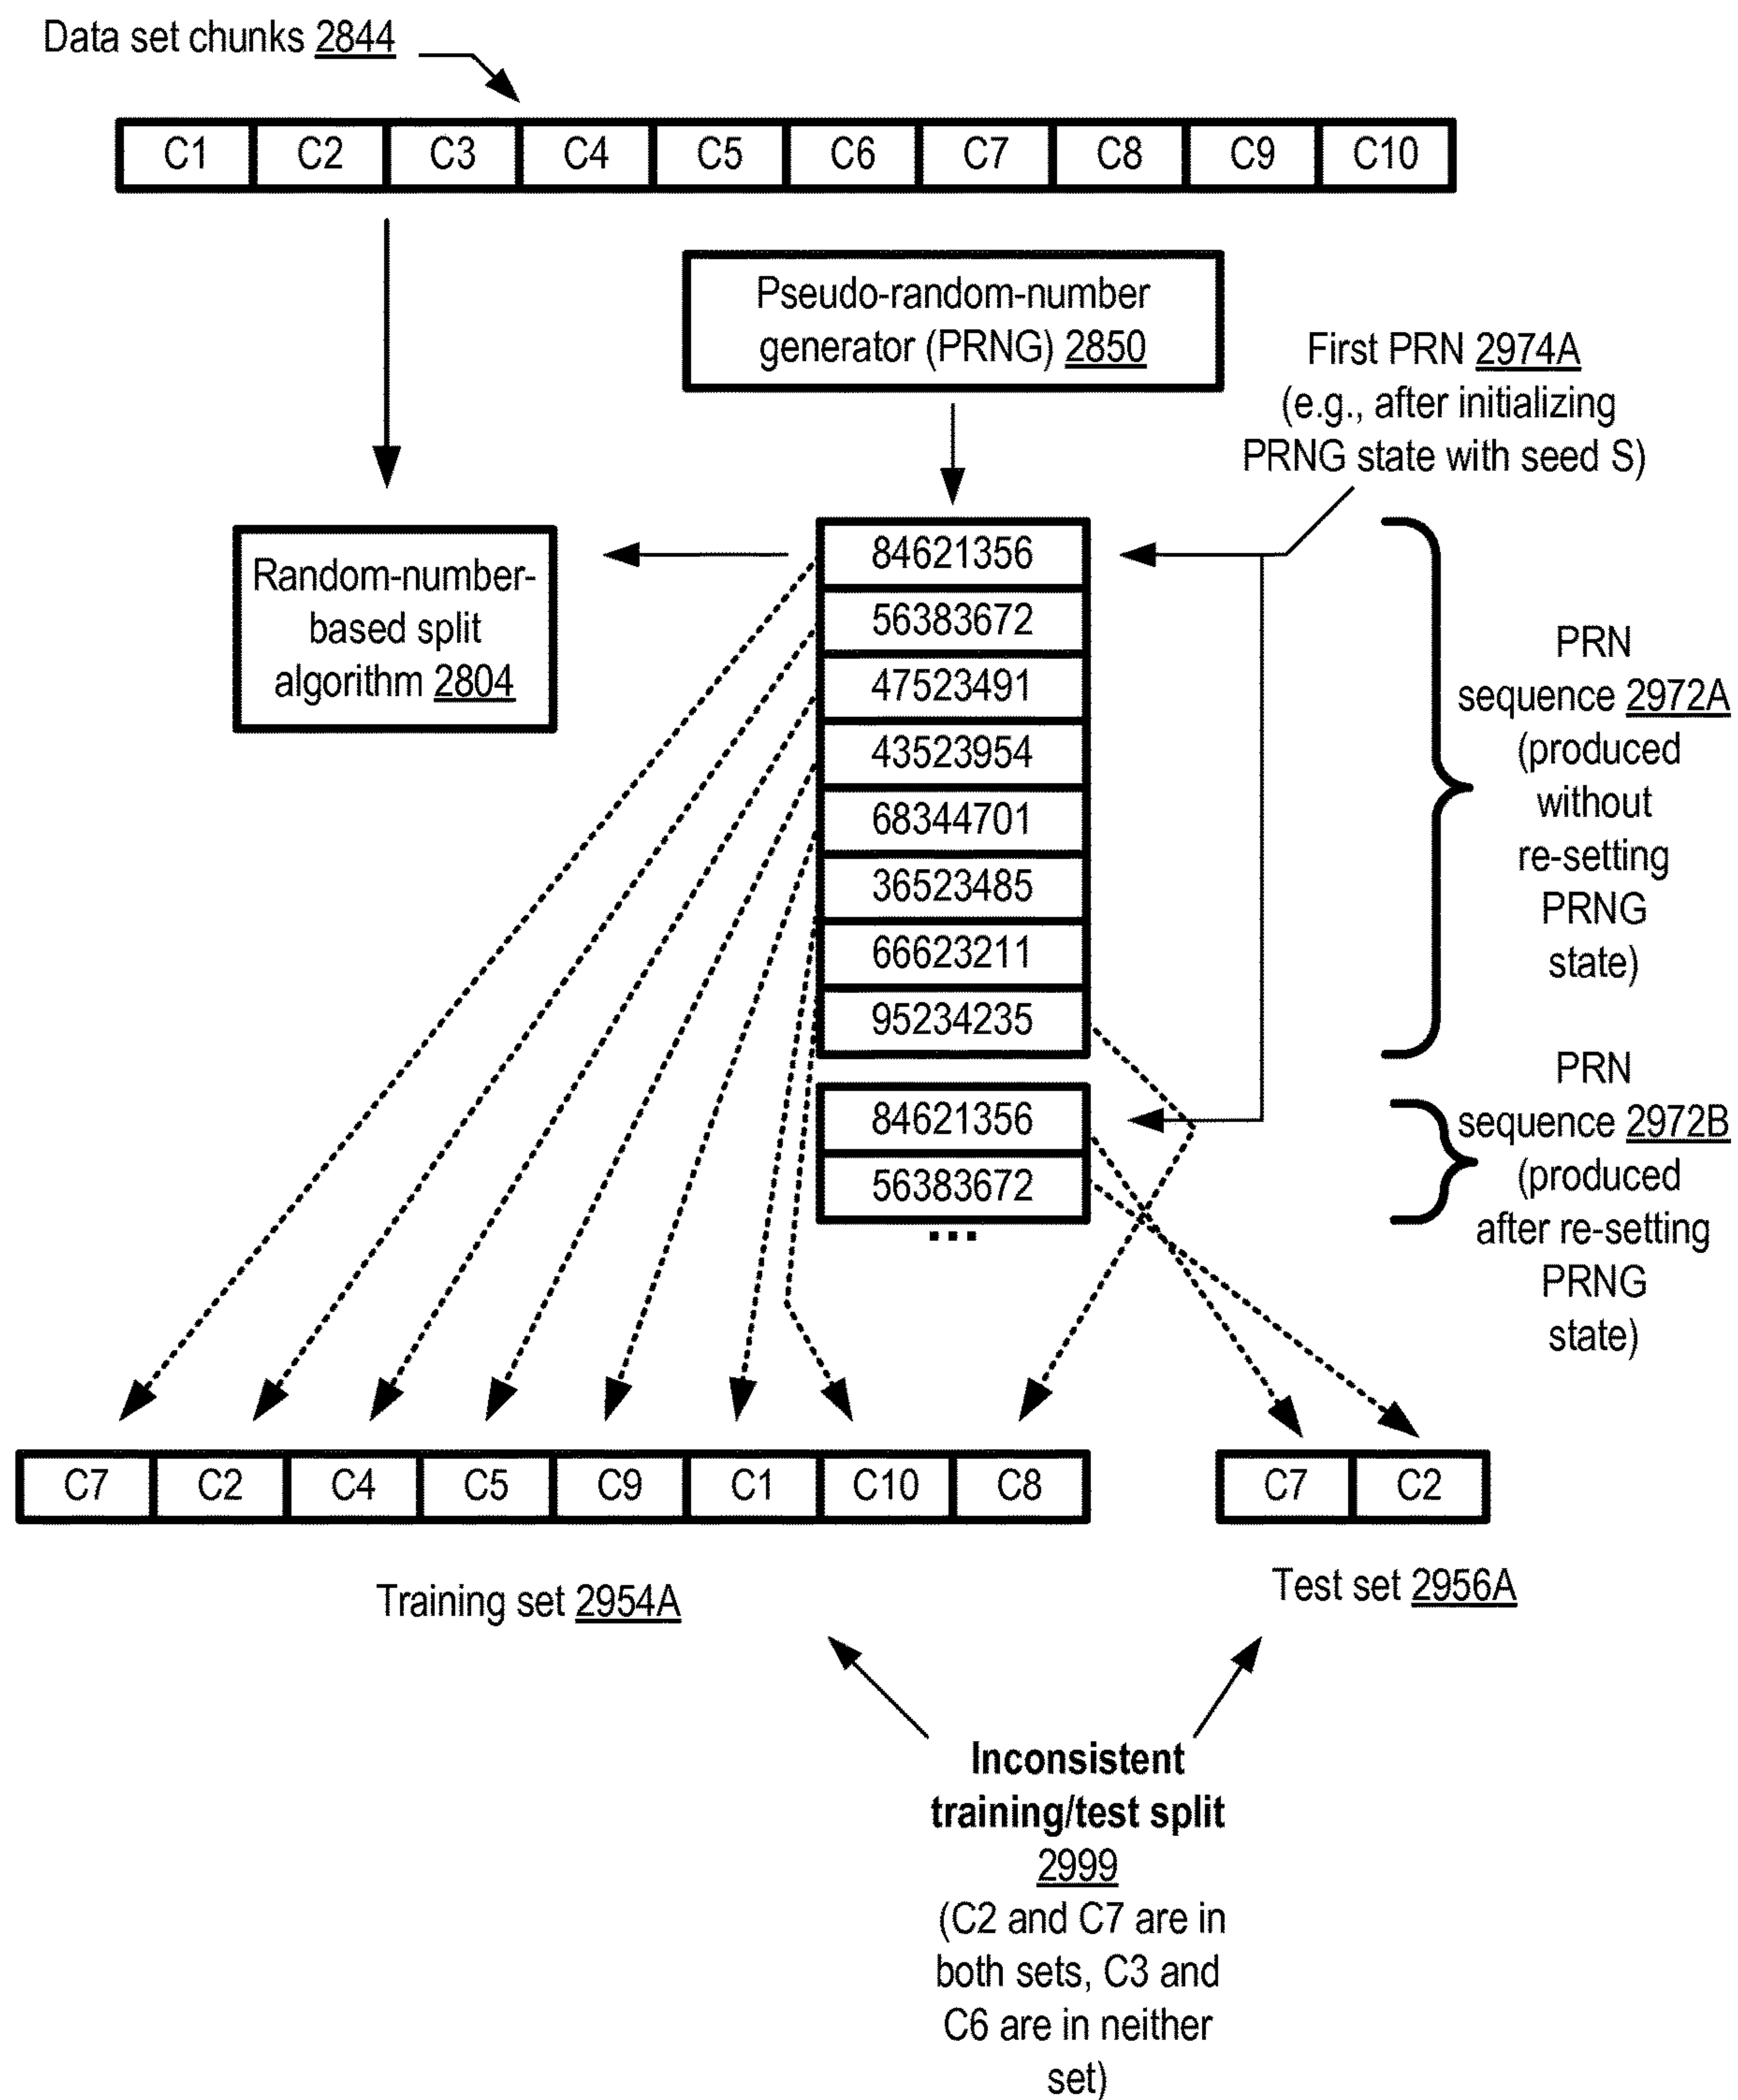 Data set chunks 2844
C1 C2 C3 C4 C5 C6 C7 C8 C9 C10
Pseudo-random-number
generator (PRNG) 2850
First PRN 2974A
(e.g., after initializing
PRNG state with seed S)
Random-number-
based split
algorithm 2804
84621356
56383672
47523491
43523954
68344701
36523485
66623211
95234235
PRN
sequence 2972A
(produced
without
re-setting
PRNG
state)
84621356
56383672
...
PRN
sequence 2972B
(produced
after re-setting
PRNG
state)
C7 C2 C4 C5 C9 C1 C10 C8
C7 C2
Training set 2954A
Test set 2956A
Inconsistent
training/test split
2999
(C2 and C7 are in
both sets, C3 and
C6 are in neither
set)